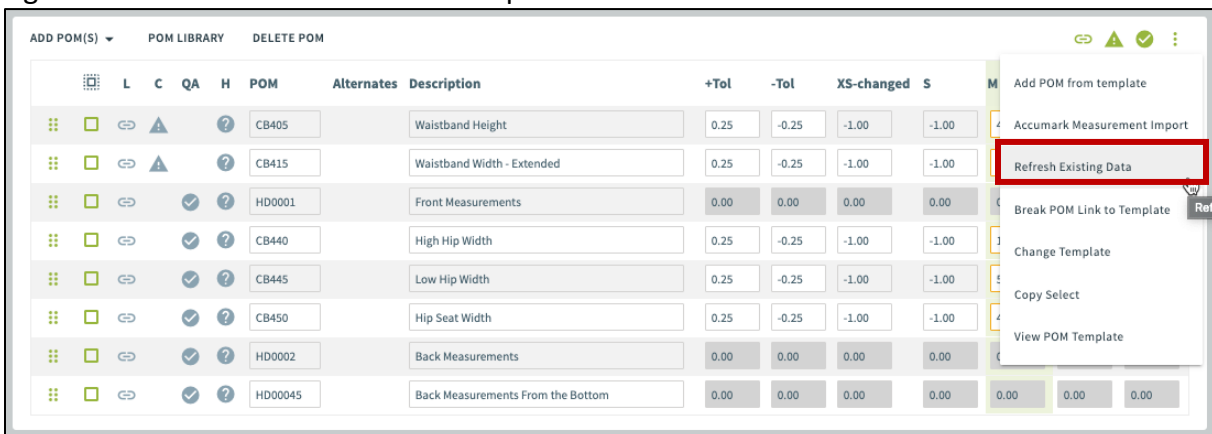 ADD POM(S) POM LIBRARY DELETE POM
L C QA H POM Alternates Description +Tol -Tol XS-changed S M
CB405 Waistband Height 0.25 -0.25 -1.00 -1.00 4
CB415 Waistband Width - Extended 0.25 -0.25 -1.00 -1.00
HD0001 Front Measurements 0.00 0.00 0.00 0.00
CB440 High Hip Width 0.25 -0.25 -1.00 -1.00 1
CB445 Low Hip Width 0.25 -0.25 -1.00 -1.00 5
CB450 Hip Seat Width 0.25 -0.25 -1.00 -1.00 4
HD0002 Back Measurements 0.00 0.00 0.00 0.00
HD00045 Back Measurements From the Bottom 0.00 0.00 0.00 0.00 0.00 0.00 0.00
Add POM from template
Accumark Measurement Import
Refresh Existing Data
Ref
Break POM Link to Template
Change Template
Copy Select
View POM Template